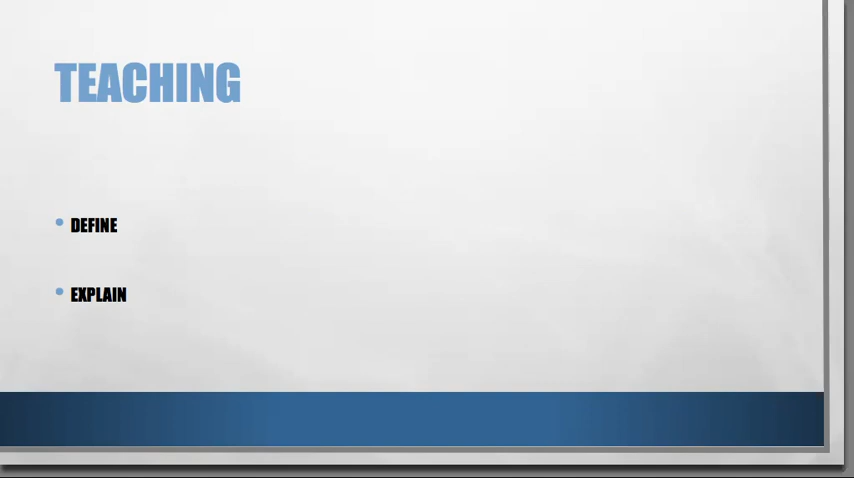 TEACHING
• DEFINE
• EXPLAIN